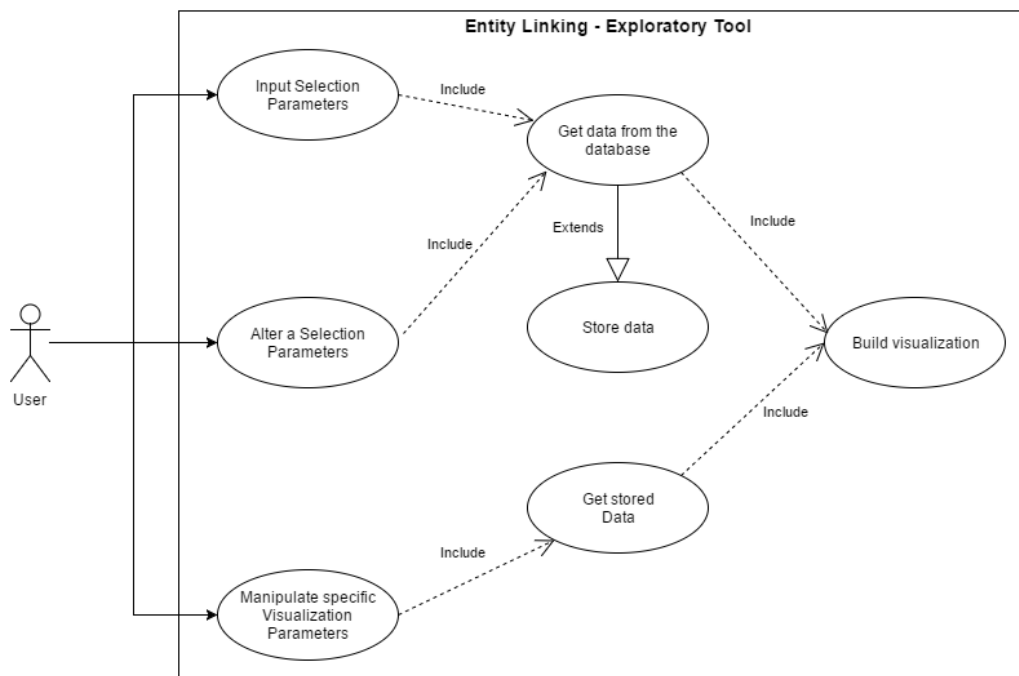 Entity Linking - Exploratory Tool
Input Selection
Parameters
Include
Get data from the
database
Include
Extends
Include
Alter a Selection
Parameters
Store data
Build visualization
User
Include
Get stored
Data
Include
Manipulate specific
Visualization
Parameters